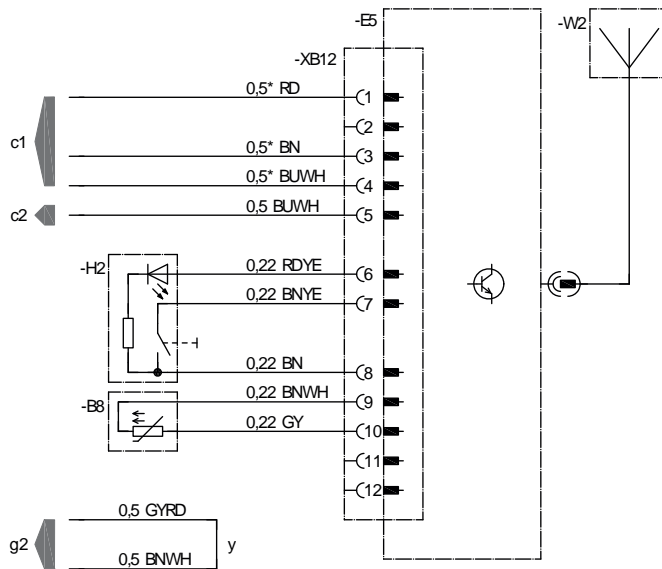 -E5
-W2
-XB12
0,5* RD
1
2
c1
0,5* BN
3
0,5* BUWH
4
c2
0,5 BUWH
5
-H2
0,22 RDYE
6
0,22 BNYE
7
0,22 BN
8
-B8
0,22 BNWH
9
0,22 GY
10
11
12
0,5 GYRD
g2
y
0,5 BNWH